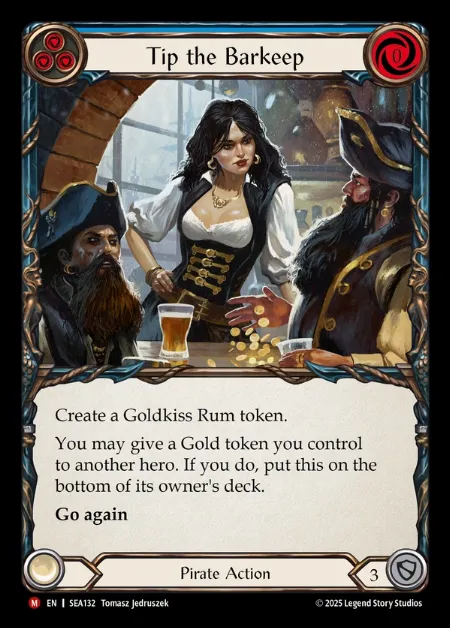 0
Tip the Barkeep
Create a Goldkiss Rum token.
You may give a Gold token you control
to another hero. If you do, put this on the
bottom of its owner's deck.
Go again
Pirate Action
3
M EN | SEA132 Tomasz Jedruszek
© 2025 Legend Story Studios